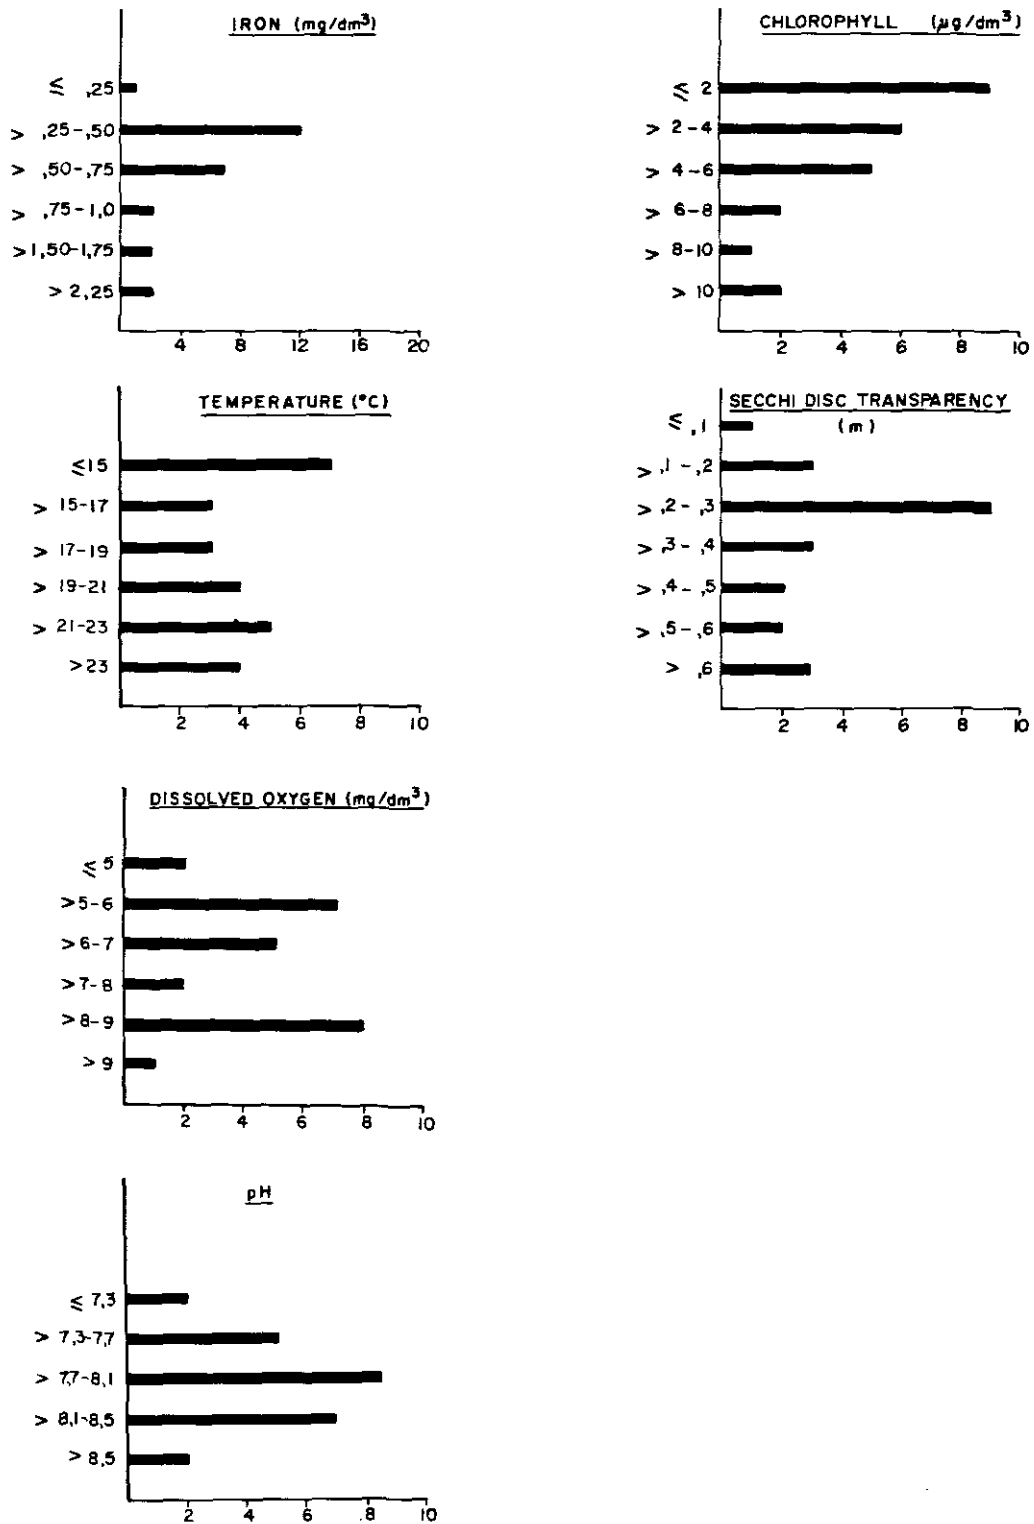 IRON (mg/dm³)
≤ ,25
> ,25-,50
> ,50-,75
> ,75-1,0
>1,50-1,75
> 2,25
4 8 12 16 20
CHLOROPHYLL (µg/dm³)
≤ 2
> 2-4
> 4-6
> 6-8
> 8-10
> 10
2 4 6 8 10
TEMPERATURE (°C)
≤15
> 15-17
> 17-19
> 19-21
> 21-23
>23
2 4 6 8 10
SECCHI DISC TRANSPARENCY
(m)
≤ ,1
> ,1-,2
> ,2-,3
> ,3-,4
> ,4-,5
> ,5-,6
> ,6
2 4 6 8 10
DISSOLVED OXYGEN (mg/dm³)
≤ 5
>5-6
>6-7
>7-8
>8-9
>9
2 4 6 8 10
pH
≤ 7,3
> 7,3-7,7
> 7,7-8,1
> 8,1-8,5
> 8,5
2 4 6 .8 10